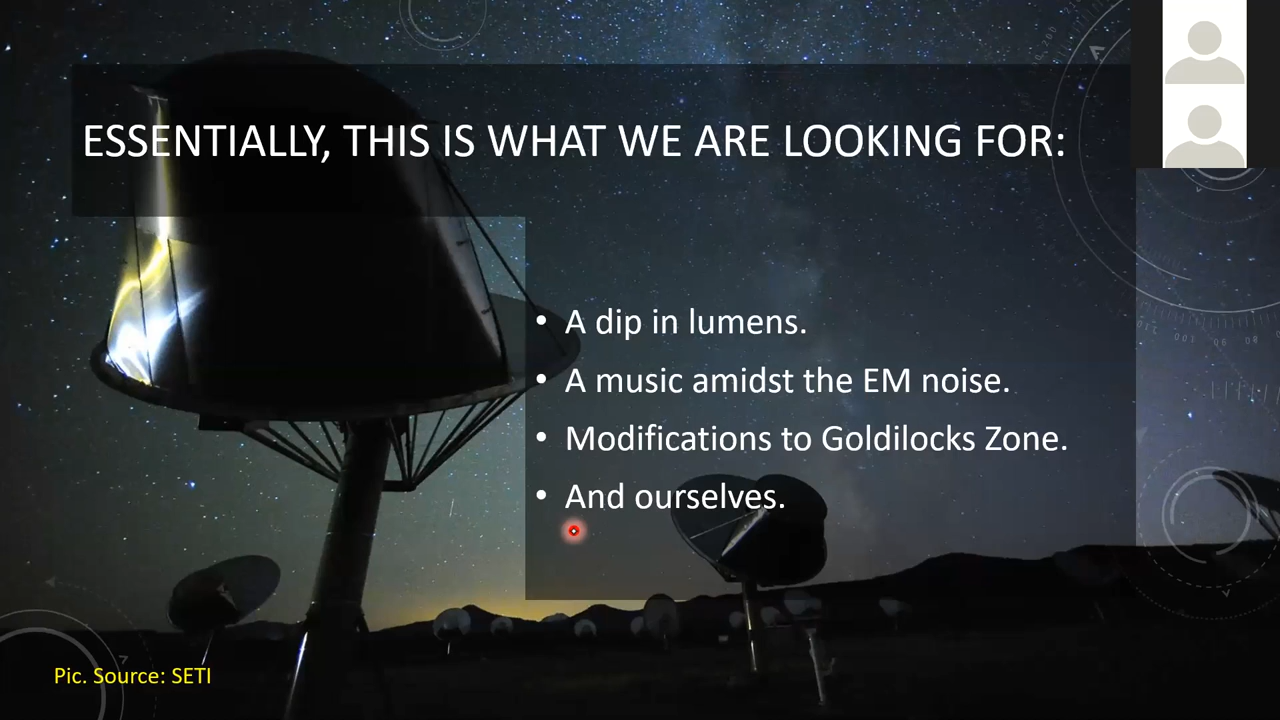 ESSENTIALLY, THIS IS WHAT WE ARE LOOKING FOR:
• A dip in lumens.
• A music amidst the EM noise.
• Modifications to Goldilocks Zone.
• And ourselves.
Pic. Source: SETI